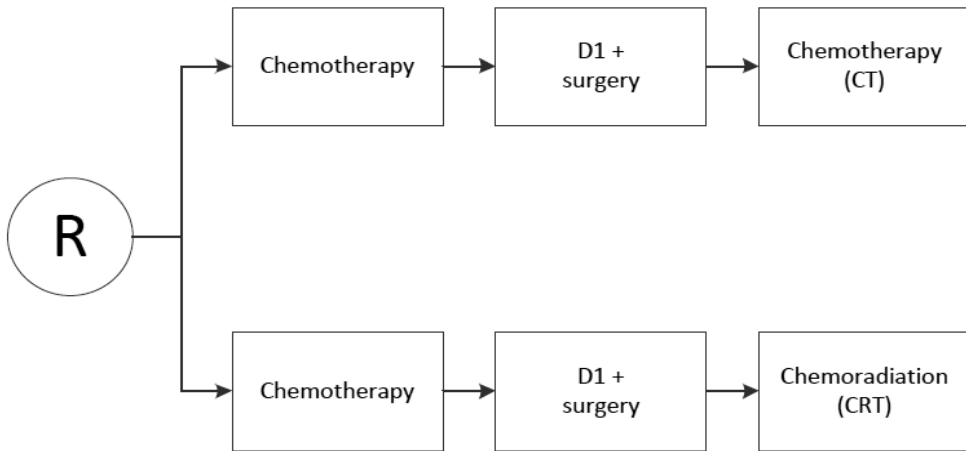 R
Chemotherapy
D1 +
surgery
Chemotherapy
(CT)
Chemotherapy
D1 +
surgery
Chemoradiation
(CRT)